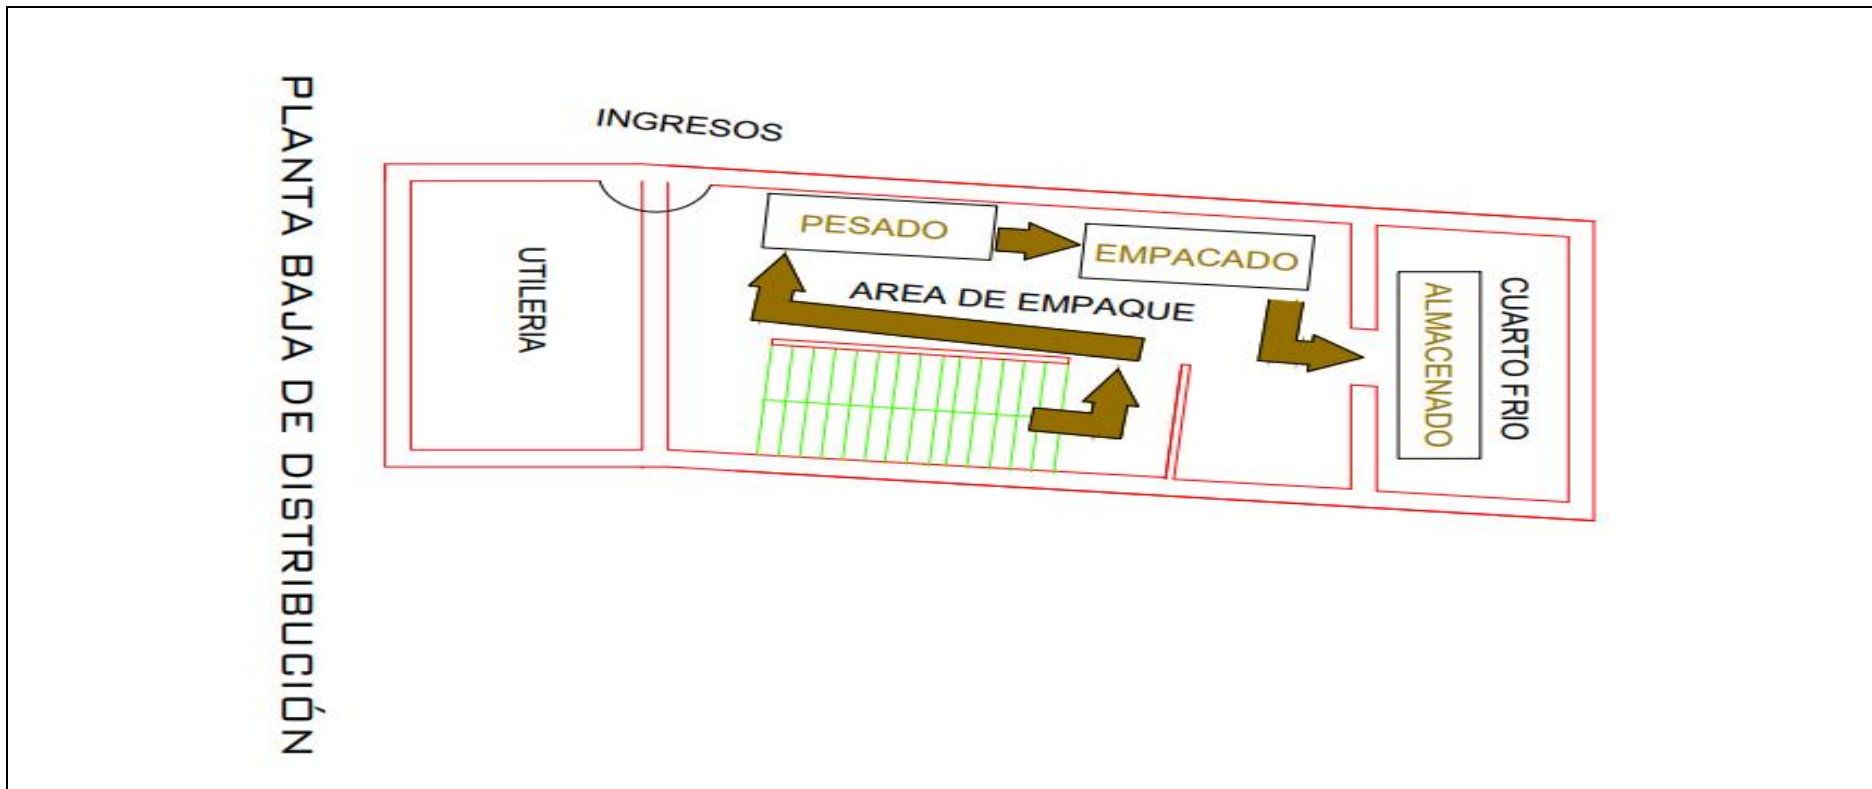 PLANTA BAJA DE DISTRIBUCIÓN
INGRESOS
UTILERIA
PESADO
EMPACADO
AREA DE EMPAQUE
ALMACENADO
CUARTO FRIO